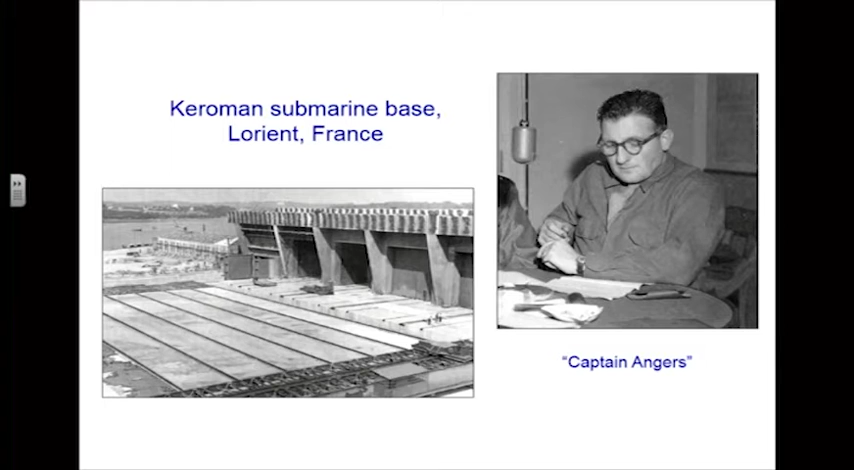 Keroman submarine base,
Lorient, France
“Captain Angers”